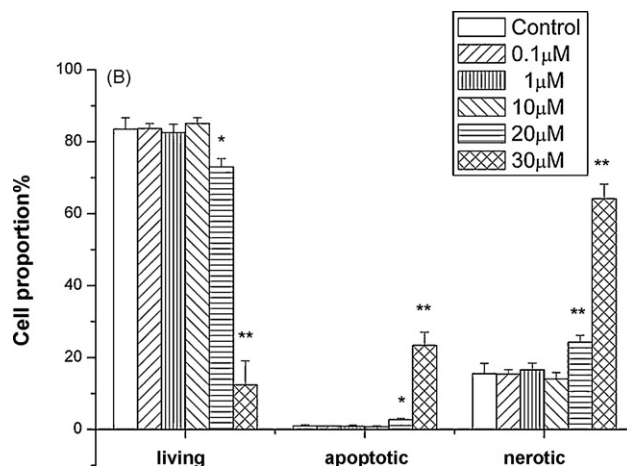 Control
0.1μM
1μM
10μM
20μM
30μM
(B)
100
80
60
40
20
0
Cell proportion%
*
**
*
**
**
**
living apoptotic nerotic